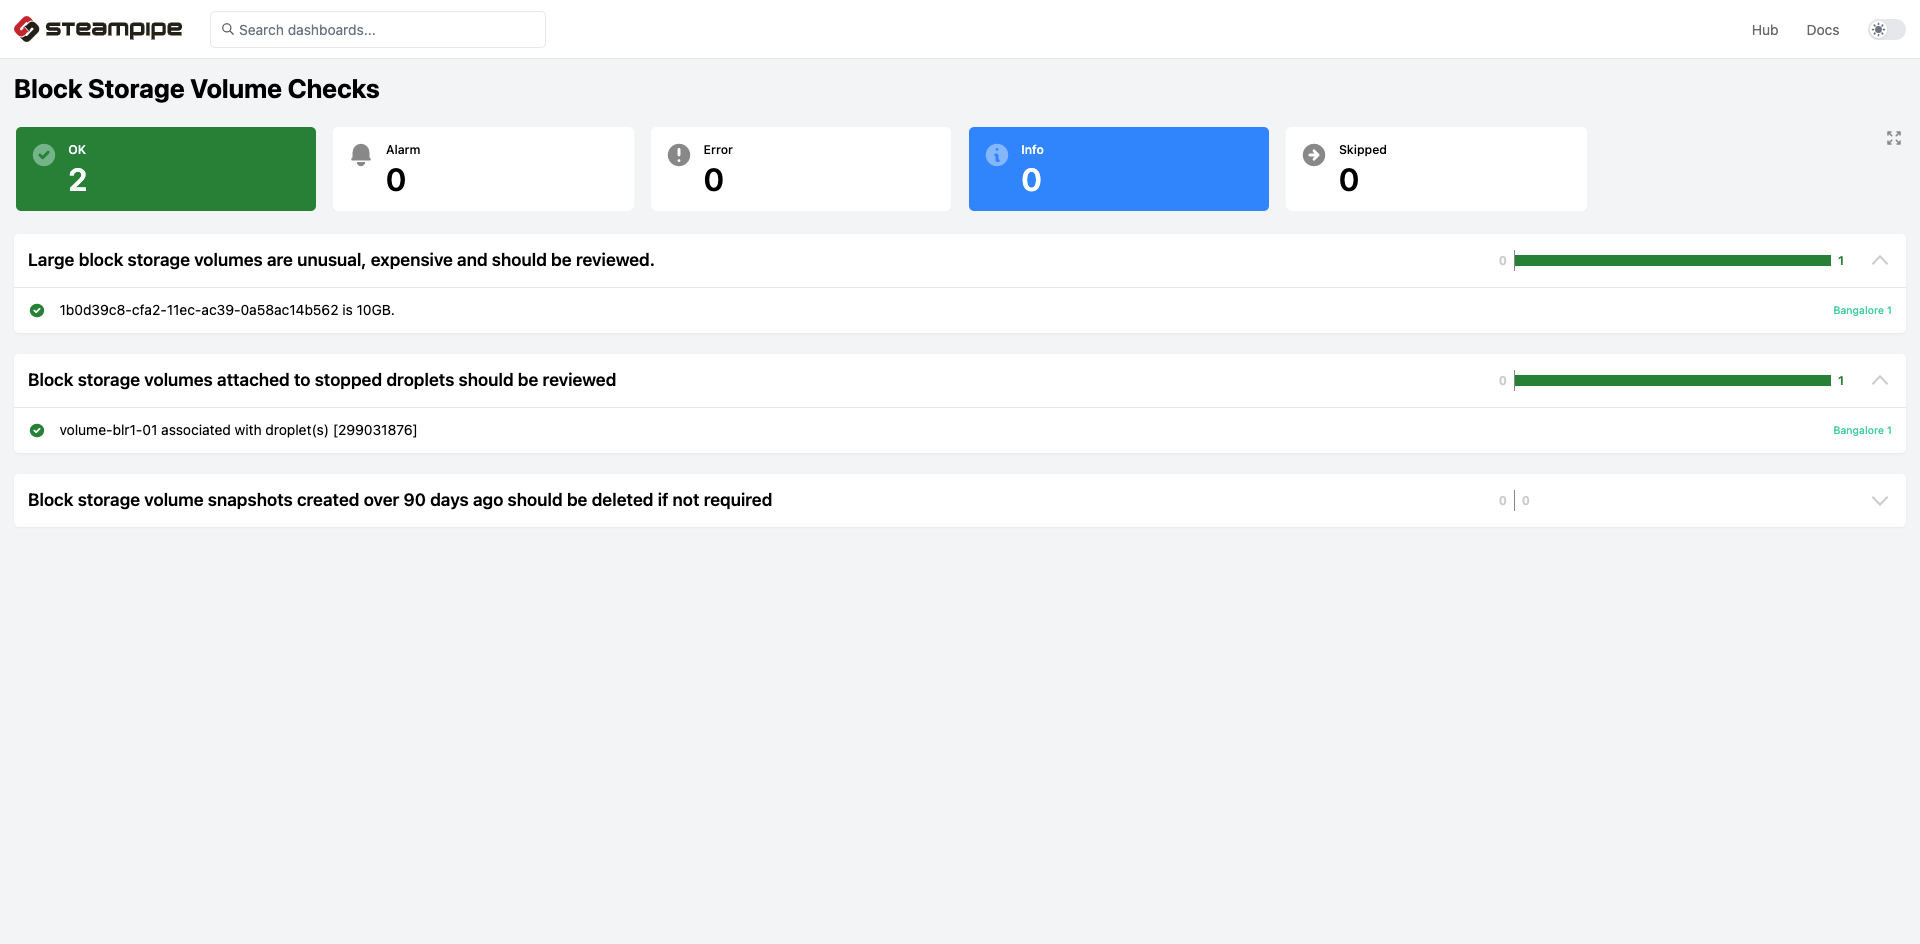 steampipe
Search dashboards...
Hub
Docs
Block Storage Volume Checks
OK
2
Alarm
0
Error
0
Info
0
Skipped
0
Large block storage volumes are unusual, expensive and should be reviewed.
0
1
1b0d39c8-cfa2-11ec-ac39-0a58ac14b562 is 10GB.
Bangalore 1
Block storage volumes attached to stopped droplets should be reviewed
0
1
volume-blr1-01 associated with droplet(s) [299031876]
Bangalore 1
Block storage volume snapshots created over 90 days ago should be deleted if not required
0
0